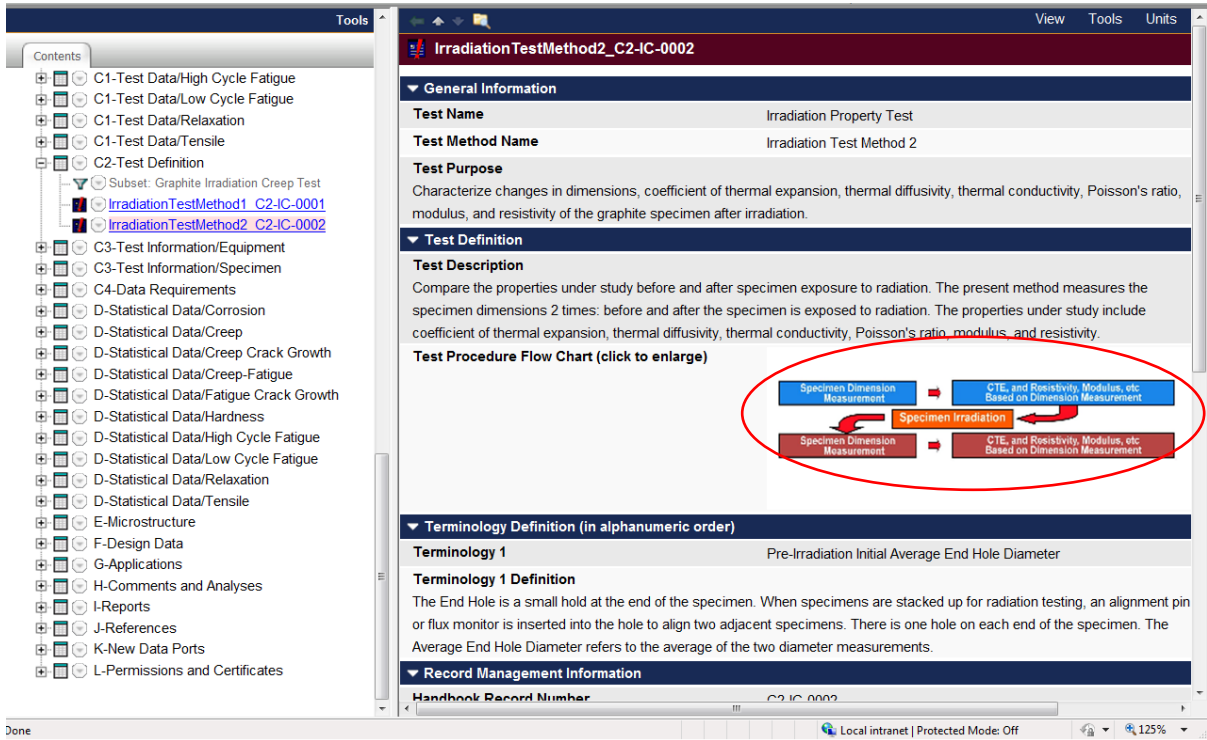 Tools
Contents
C1-Test Data/High Cycle Fatigue
C1-Test Data/Low Cycle Fatigue
C1-Test Data/Relaxation
C1-Test Data/Tensile
C2-Test Definition
Subset: Graphite Irradiation Creep Test
IrradiationTestMethod1_C2-IC-0001
IrradiationTestMethod2_C2-IC-0002
C3-Test Information/Equipment
C3-Test Information/Specimen
C4-Data Requirements
D-Statistical Data/Corrosion
D-Statistical Data/Creep
D-Statistical Data/Creep Crack Growth
D-Statistical Data/Creep-Fatigue
D-Statistical Data/Fatigue Crack Growth
D-Statistical Data/Hardness
D-Statistical Data/High Cycle Fatigue
D-Statistical Data/Low Cycle Fatigue
D-Statistical Data/Relaxation
D-Statistical Data/Tensile
E-Microstructure
F-Design Data
G-Applications
H-Comments and Analyses
I-Reports
J-References
K-New Data Ports
L-Permissions and Certificates
View Tools Units
IrradiationTestMethod2_C2-IC-0002
General Information
Test Name Irradiation Property Test
Test Method Name Irradiation Test Method 2
Test Purpose
Characterize changes in dimensions, coefficient of thermal expansion, thermal diffusivity, thermal conductivity, Poisson's ratio,
modulus, and resistivity of the graphite specimen after irradiation.
Test Definition
Test Description
Compare the properties under study before and after specimen exposure to radiation. The present method measures the
specimen dimensions 2 times: before and after the specimen is exposed to radiation. The properties under study include
coefficient of thermal expansion, thermal diffusivity, thermal conductivity, Poisson's ratio, modulus, and resistivity.
Test Procedure Flow Chart (click to enlarge)
Specimen Dimension
Measurement
CTE, and Resistivity, Modulus, etc
Based on Dimension Measurement
Specimen Irradiation
Specimen Dimension
Measurement
CTE, and Resistivity, Modulus, etc
Based on Dimension Measurement
Terminology Definition (in alphanumeric order)
Terminology 1 Pre-Irradiation Initial Average End Hole Diameter
Terminology 1 Definition
The End Hole is a small hold at the end of the specimen. When specimens are stacked up for radiation testing, an alignment pin
or flux monitor is inserted into the hole to align two adjacent specimens. There is one hole on each end of the specimen. The
Average End Hole Diameter refers to the average of the two diameter measurements.
Record Management Information
Handbook Record Number C2-IC-0002
Done Local intranet | Protected Mode: Off 125%